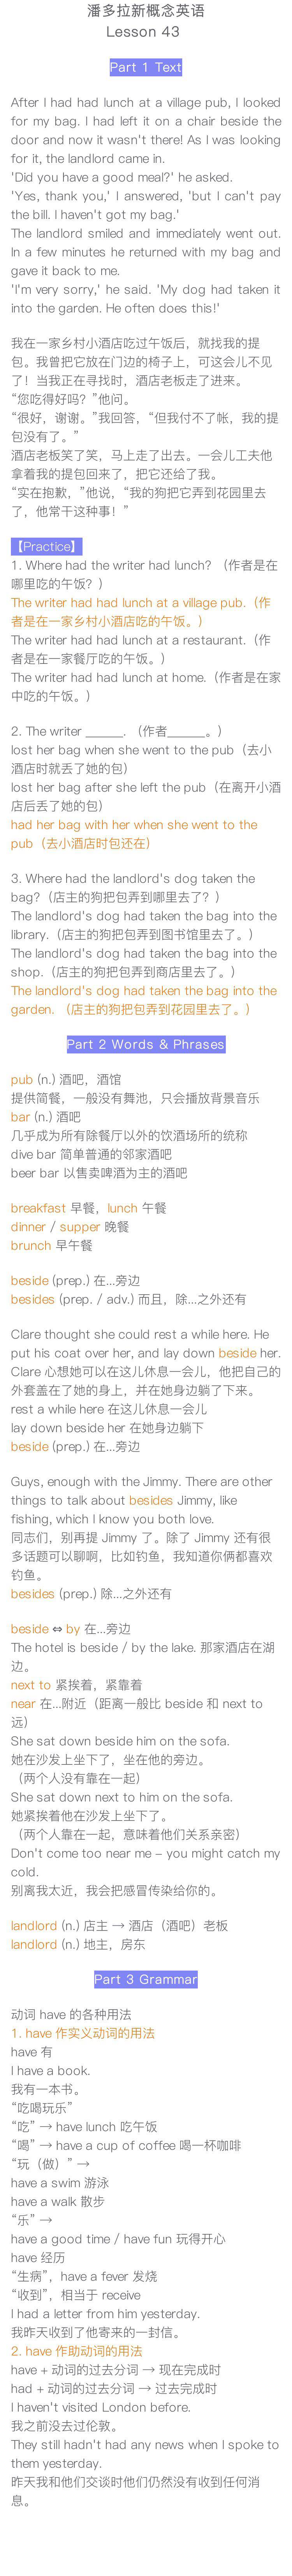 潘多拉新概念英语
Lesson 43
Part 1 Text
After I had had lunch at a village pub, I looked
for my bag. I had left it on a chair beside the
door and now it wasn't there! As I was looking
for it, the landlord came in.
'Did you have a good meal?' he asked.
'Yes, thank you,' I answered, 'but I can't pay
the bill. I haven't got my bag.'
The landlord smiled and immediately went out.
In a few minutes he returned with my bag and
gave it back to me.
'I'm very sorry,' he said. 'My dog had taken it
into the garden. He often does this!'
我在一家乡村小酒店吃过午饭后，就找我的提
包。我曾把它放在门边的椅子上，可这会儿不见
了！当我正在寻找时，酒店老板走了进来。
“您吃得好吗？”他问。
“很好，谢谢。”我回答，“但我付不了帐，我的提
包没有了。”
酒店老板笑了笑，马上走了出去。一会儿工夫他
拿着我的提包回来了，把它还给了我。
“实在抱歉，”他说，“我的狗把它弄到花园里去
了，他常干这种事！”
【Practice】
1. Where had the writer had lunch? （作者是在
哪里吃的午饭？）
The writer had had lunch at a village pub.（作
者是在一家乡村小酒店吃的午饭。）
The writer had had lunch at a restaurant.（作
者是在一家餐厅吃的午饭。）
The writer had had lunch at home.（作者是在家
中吃的午饭。）
2. The writer ______. （作者______。）
lost her bag when she went to the pub（去小
酒店时就丢了她的包）
lost her bag after she left the pub（在离开小酒
店后丢了她的包）
had her bag with her when she went to the
pub（去小酒店时包还在）
3. Where had the landlord's dog taken the
bag?（店主的狗把包弄到哪里去了？）
The landlord's dog had taken the bag into the
library.（店主的狗把包弄到图书馆里去了。）
The landlord's dog had taken the bag into the
shop.（店主的狗把包弄到商店里去了。）
The landlord's dog had taken the bag into the
garden. （店主的狗把包弄到花园里去了。）
Part 2 Words & Phrases
pub (n.) 酒吧，酒馆
提供简餐，一般没有舞池，只会播放背景音乐
bar (n.) 酒吧
几乎成为所有除餐厅以外的饮酒场所的统称
dive bar 简单普通的邻家酒吧
beer bar 以售卖啤酒为主的酒吧
breakfast 早餐，lunch 午餐
dinner / supper 晚餐
brunch 早午餐
beside (prep.) 在...旁边
besides (prep. / adv.) 而且，除...之外还有
Clare thought she could rest a while here. He
put his coat over her, and lay down beside her.
Clare 心想她可以在这儿休息一会儿，他把自己的
外套盖在了她的身上，并在她身边躺了下来。
rest a while here 在这儿休息一会儿
lay down beside her 在她身边躺下
beside (prep.) 在...旁边
Guys, enough with the Jimmy. There are other
things to talk about besides Jimmy, like
fishing, which I know you both love.
同志们，别再提 Jimmy 了。除了 Jimmy 还有很
多话题可以聊啊，比如钓鱼，我知道你俩都喜欢
钓鱼。
besides (prep.) 除...之外还有
beside ⇔ by 在...旁边
The hotel is beside / by the lake. 那家酒店在湖
边。
next to 紧挨着，紧靠着
near 在...附近（距离一般比 beside 和 next to
远）
She sat down beside him on the sofa.
她在沙发上坐下了，坐在他的旁边。
（两个人没有靠在一起）
She sat down next to him on the sofa.
她紧挨着他在沙发上坐下了。
（两个人靠在一起，意味着他们关系亲密）
Don't come too near me – you might catch my
cold.
别离我太近，我会把感冒传染给你的。
landlord (n.) 店主 → 酒店（酒吧）老板
landlord (n.) 地主，房东
Part 3 Grammar
动词 have 的各种用法
1. have 作实义动词的用法
have 有
I have a book.
我有一本书。
“吃喝玩乐”
“吃” → have lunch 吃午饭
“喝” → have a cup of coffee 喝一杯咖啡
“玩（做）” →
have a swim 游泳
have a walk 散步
“乐” →
have a good time / have fun 玩得开心
have 经历
“生病”，have a fever 发烧
“收到”，相当于 receive
I had a letter from him yesterday.
我昨天收到了他寄来的一封信。
2. have 作助动词的用法
have + 动词的过去分词 → 现在完成时
had + 动词的过去分词 → 过去完成时
I haven't visited London before.
我之前没去过伦敦。
They still hadn't had any news when I spoke to
them yesterday.
昨天我和他们交谈时他们仍然没有收到任何消
息。